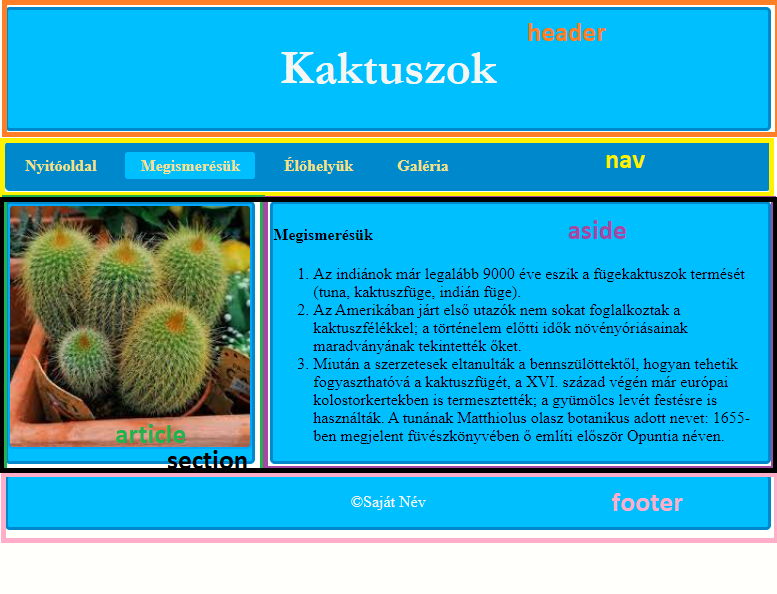 header
Kaktuszok
nav
Nyitóoldal Megismerésük Élőhelyük Galéria
aside
Megismerésük
1. Az indiánok már legalább 9000 éve eszik a fügekaktuszok termését
(tuna, kaktuszfüge, indián füge).
2. Az Amerikában járt első utazók nem sokat foglalkoztak a
kaktuszfélékkel; a történelem előtti idők növényóriásainak
maradványának tekintették őket.
3. Miután a szerzetesek eltanulták a bennszülöttektől, hogyan tehetik
fogyaszthatóvá a kaktuszfügét, a XVI. század végén már európai
kolostorkertekben is termesztették; a gyümölcs levét festésre is
használták. A tunának Matthiolus olasz botanikus adott nevet: 1655-
ben megjelent füvészkönyvében ő említi először Opuntia néven.
article
section
©Saját Név
footer